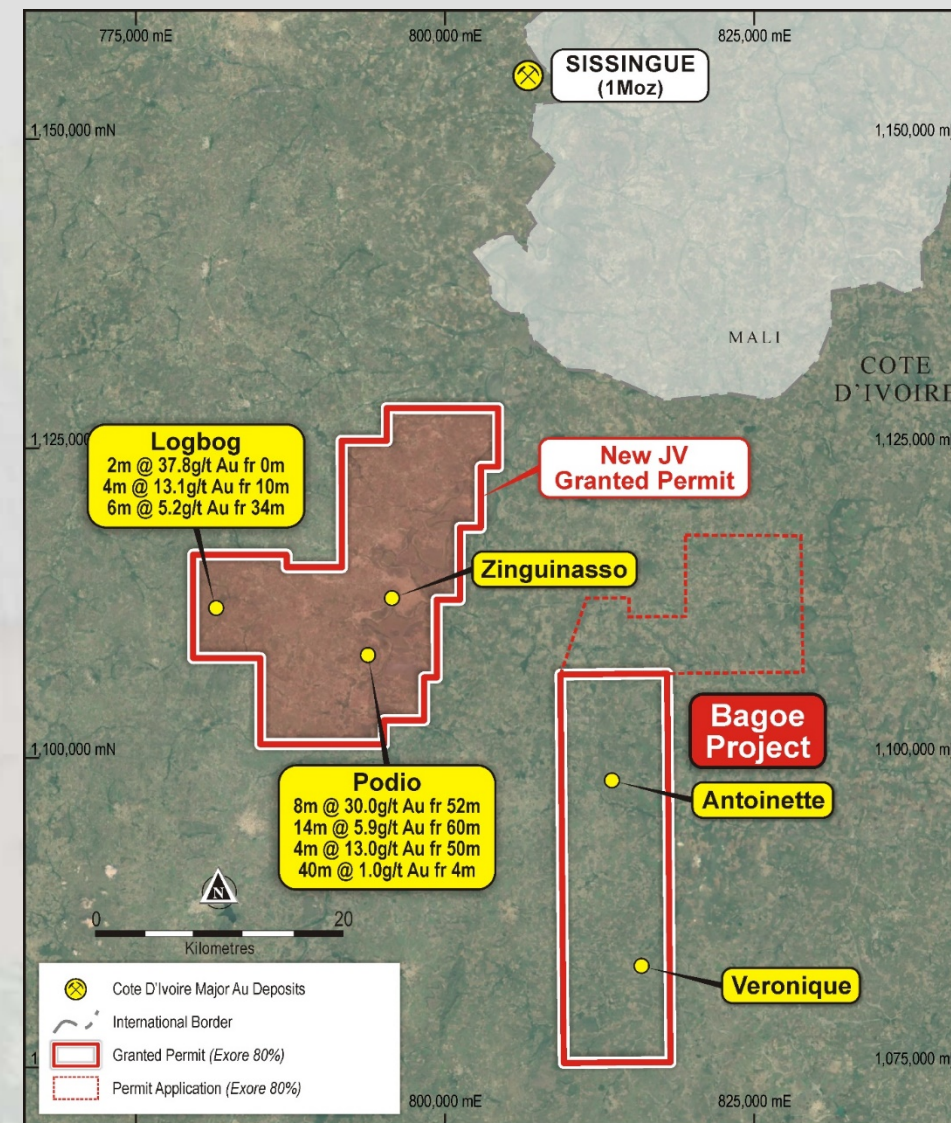 775,000 mE
800,000 mE
825,000 mE
SISSINGUE
(1Moz)
1,150,000 mN
1,150,000 m
MALI
COTE
D'IVOIRE
1,125,000 mN
1,125,000 m
Logbog
2m @ 37.8g/t Au fr 0m
4m @ 13.1g/t Au fr 10m
6m @ 5.2g/t Au fr 34m
New JV
Granted Permit
Zinguinasso
Bagoe
Project
1,100,000 mN
1,100,000 m
Podio
8m @ 30.0g/t Au fr 52m
14m @ 5.9g/t Au fr 60m
4m @ 13.0g/t Au fr 50m
40m @ 1.0g/t Au fr 4m
Antoinette
N
0
20
Kilometres
Veronique
Cote D'Ivoire Major Au Deposits
International Border
Granted Permit (Exore 80%)
Permit Application (Exore 80%)
1,075,000 m
800,000 mE
825,000 mE